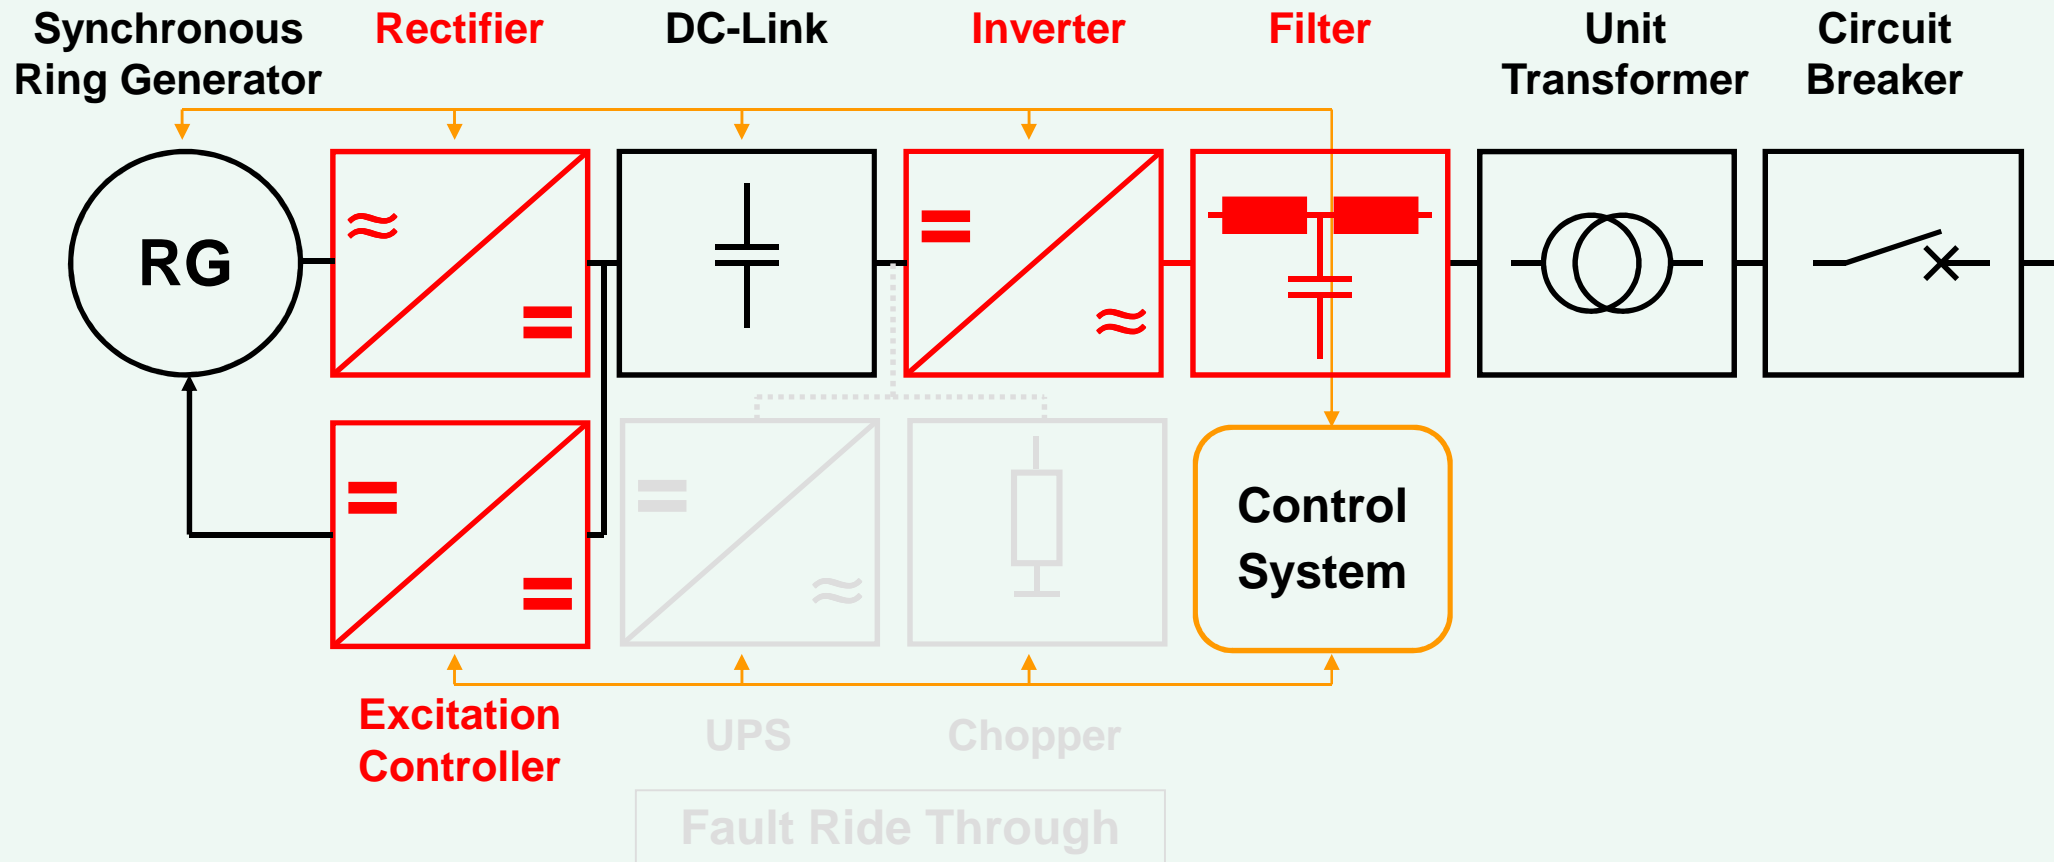 Synchronous
Ring Generator
Rectifier
DC-Link
Inverter
Filter
Unit
Transformer
Circuit
Breaker
RG
Control
System
Excitation
Controller
UPS
Chopper
Fault Ride Through